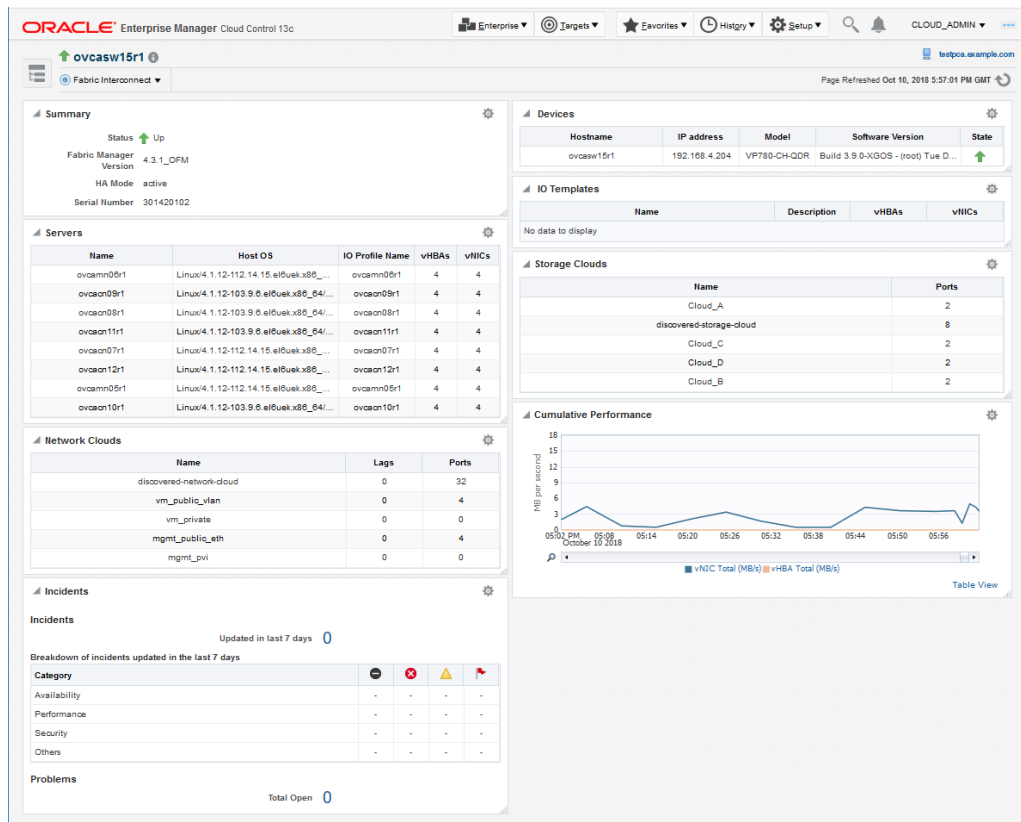 ORACLE Enterprise Manager Cloud Control 13c
Enterprise Targets Favorites History Setup CLOUD_ADMIN
ovcasw15r1
testpca.example.com
Fabric Interconnect
Page Refreshed Oct 10, 2018 5:57:01 PM GMT
Summary
Status Up
Fabric Manager Version 4.3.1_OFM
HA Mode active
Serial Number 301420102
Servers
Name Host OS IO Profile Name vHBAs vNICs
ovcamn06r1 Linux/4.1.12-112.14.15.el6uek.x86_... ovcamn06r1 4 4
ovcacn09r1 Linux/4.1.12-103.9.6.el6uek.x86_64/... ovcacn09r1 4 4
ovcacn08r1 Linux/4.1.12-103.9.6.el6uek.x86_64/... ovcacn08r1 4 4
ovcacn11r1 Linux/4.1.12-103.9.6.el6uek.x86_64/... ovcacn11r1 4 4
ovcacn07r1 Linux/4.1.12-112.14.15.el6uek.x86_... ovcacn07r1 4 4
ovcacn12r1 Linux/4.1.12-112.14.15.el6uek.x86_... ovcacn12r1 4 4
ovcamn05r1 Linux/4.1.12-112.14.15.el6uek.x86_... ovcamn05r1 4 4
ovcacn10r1 Linux/4.1.12-103.9.6.el6uek.x86_64/... ovcacn10r1 4 4
Network Clouds
Name Lags Ports
discovered-network-cloud 0 32
vm_public_vlan 0 4
vm_private 0 0
mgmt_public_eth 0 4
mgmt_pvi 0 0
Incidents
Incidents
Updated in last 7 days 0
Breakdown of incidents updated in the last 7 days
Category
Availability - - - -
Performance - - - -
Security - - - -
Others - - - -
Problems
Total Open 0
Devices
Hostname IP address Model Software Version State
ovcasw15r1 192.168.4.204 VP780-CH-QDR Build 3.9.0-XGOS - (root) Tue D...
IO Templates
Name Description vHBAs vNICs
No data to display
Storage Clouds
Name Ports
Cloud_A 2
discovered-storage-cloud 8
Cloud_C 2
Cloud_D 2
Cloud_B 2
Cumulative Performance
MB per second
18
15
12
9
6
3
0
05:02 PM 05:08 05:14 05:20 05:26 05:32 05:38 05:44 05:50 05:56
October 10 2018
vNIC Total (MB/s) vHBA Total (MB/s)
Table View